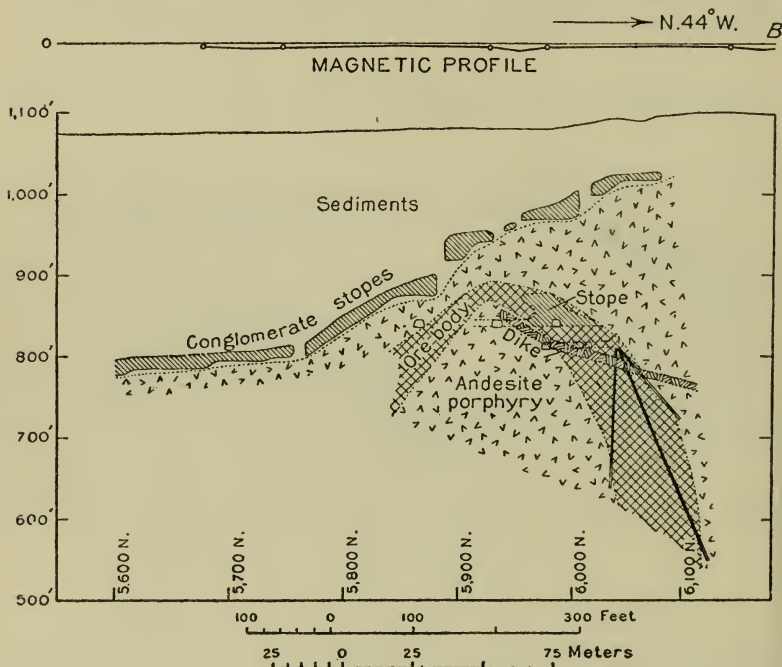 N.44°W.
B
0
MAGNETIC PROFILE
1,100'
1,000'
Sediments
900'
Stope
Conglomerate stopes
Ore body
Dike
800'
Andesite
porphyry
700'
600'
500'
5,600 N.
5,700 N.
5,800 N.
5,900 N.
6,000 N.
6,100 N.
100 0 100 300 Feet
25 0 25 75 Meters